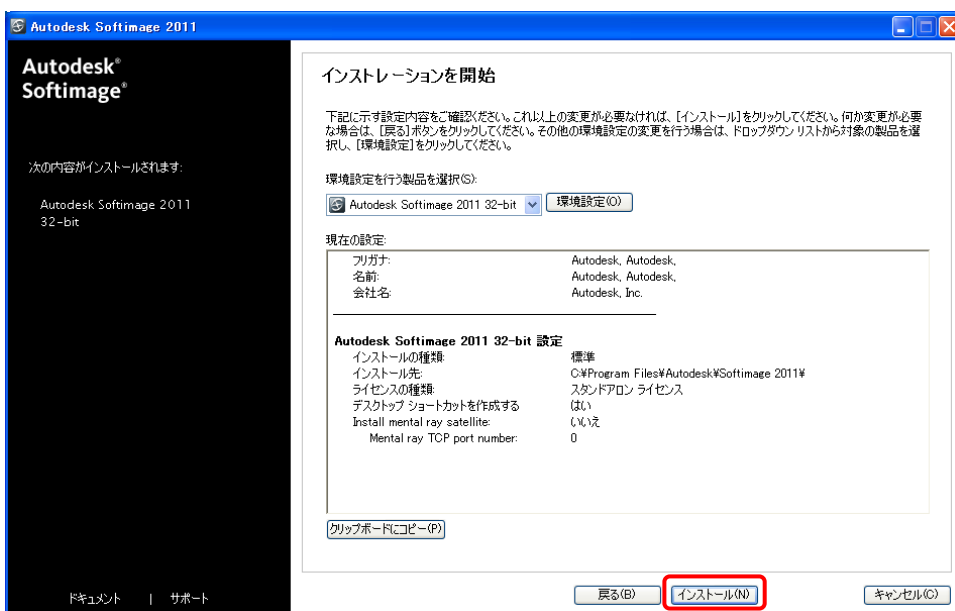 Autodesk Softimage 2011
Autodesk®
Softimage®
次の内容がインストールされます:
Autodesk Softimage 2011
32-bit
インストレーションを開始
下記に示す設定内容をご確認ください。これ以上の変更が必要なければ、[インストール]をクリックしてください。何か変更が必要
な場合は、[戻る]ボタンをクリックしてください。その他の環境設定の変更を行う場合は、ドロップダウン リストから対象の製品を選
択し、[環境設定]をクリックしてください。
環境設定を行う製品を選択(S):
Autodesk Softimage 2011 32-bit 環境設定(O)
現在の設定:
フリガナ: Autodesk, Autodesk,
名前: Autodesk, Autodesk,
会社名: Autodesk, Inc.
Autodesk Softimage 2011 32-bit 設定
インストールの種類: 標準
インストール先: C:¥Program Files¥Autodesk¥Softimage 2011¥
ライセンスの種類: スタンドアロン ライセンス
デスクトップ ショートカットを作成する はい
Install mental ray satellite: いいえ
Mental ray TCP port number: 0
クリップボードにコピー(P)
ドキュメント | サポート
戻る(B) インストール(N) キャンセル(C)